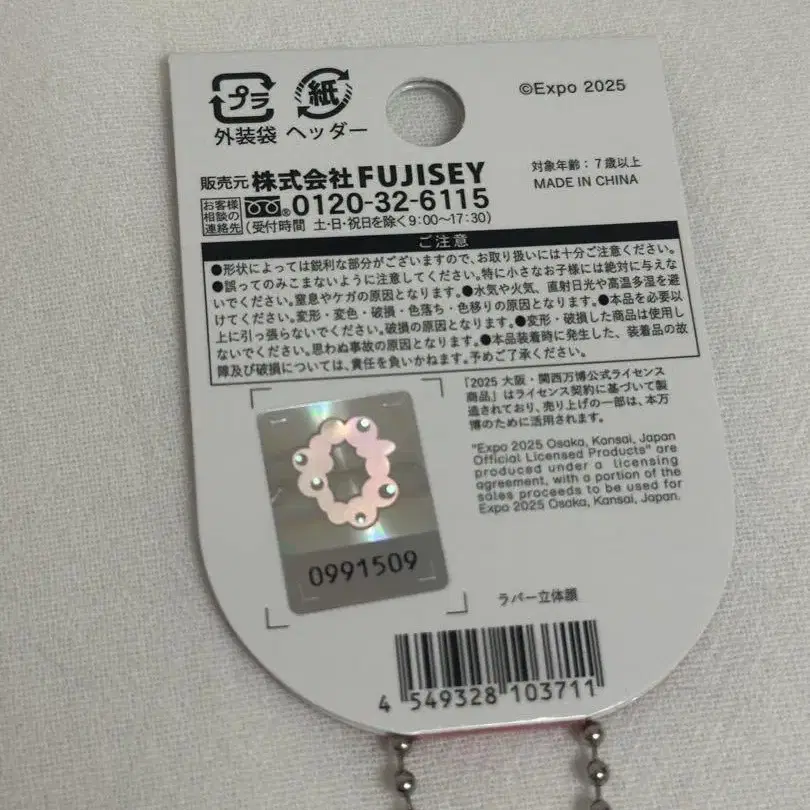 プラ
紙
外装袋 ヘッダー
©Expo 2025
販売元 株式会社FUJISEY
対象年齢：7歳以上
MADE IN CHINA
お客様
相談の
連絡先
0120-32-6115
(受付時間 土・日・祝日を除く9:00〜17:30)
ご注意
●形状によっては鋭利な部分がございますので、お取り扱いには十分ご注意ください。
●誤ってのみこまないように注意してください。特に小さなお子様には絶対に与えな
いでください。窒息やケガの原因となります。●水気や火気、直射日光や高温多湿を避
けてください。変形・変色・破損・色落ち・色移りの原因となります。●本品を必要以
上に引っ張らないでください。破損の原因となります。●変形・破損した商品は使用し
ないでください。思わぬ事故の原因となります。●本品装着時に発生した、装着品の故
障及び破損については、責任を負いかねます。予めご了承ください。
「2025 大阪・関西万博公式ライセンス
商品」はライセンス契約に基づいて製
造されており、売り上げの一部は、本万
博のために活用されます。
"Expo 2025 Osaka, Kansai, Japan
Official Licensed Products" are
produced under a licensing
agreement, with a portion of the
sales proceeds to be used for
Expo 2025 Osaka, Kansai, Japan.
0991509
ラバー立体顔
4 549328 103711